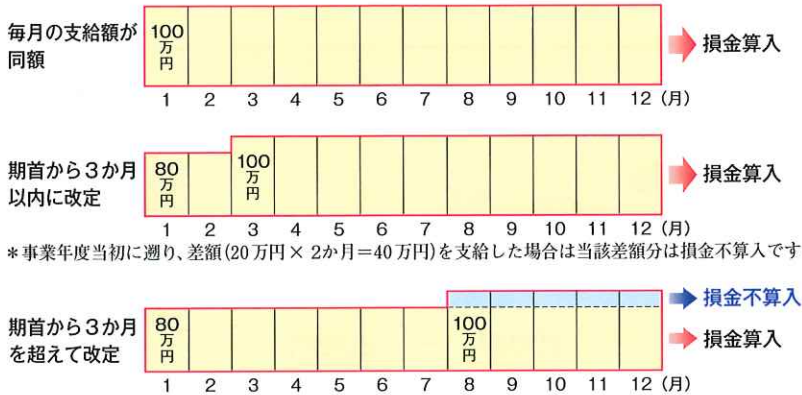 毎月の支給額が
同額
100
万
円
損金算入
1 2 3 4 5 6 7 8 9 10 11 12 (月)
期首から3か月
以内に改定
80
万
円
100
万
円
損金算入
1 2 3 4 5 6 7 8 9 10 11 12 (月)
*事業年度当初に遡り、差額(20万円×2か月=40万円)を支給した場合は当該差額分は損金不算入です
損金不算入
期首から3か月
を超えて改定
80
万
円
100
万
円
損金算入
1 2 3 4 5 6 7 8 9 10 11 12 (月)